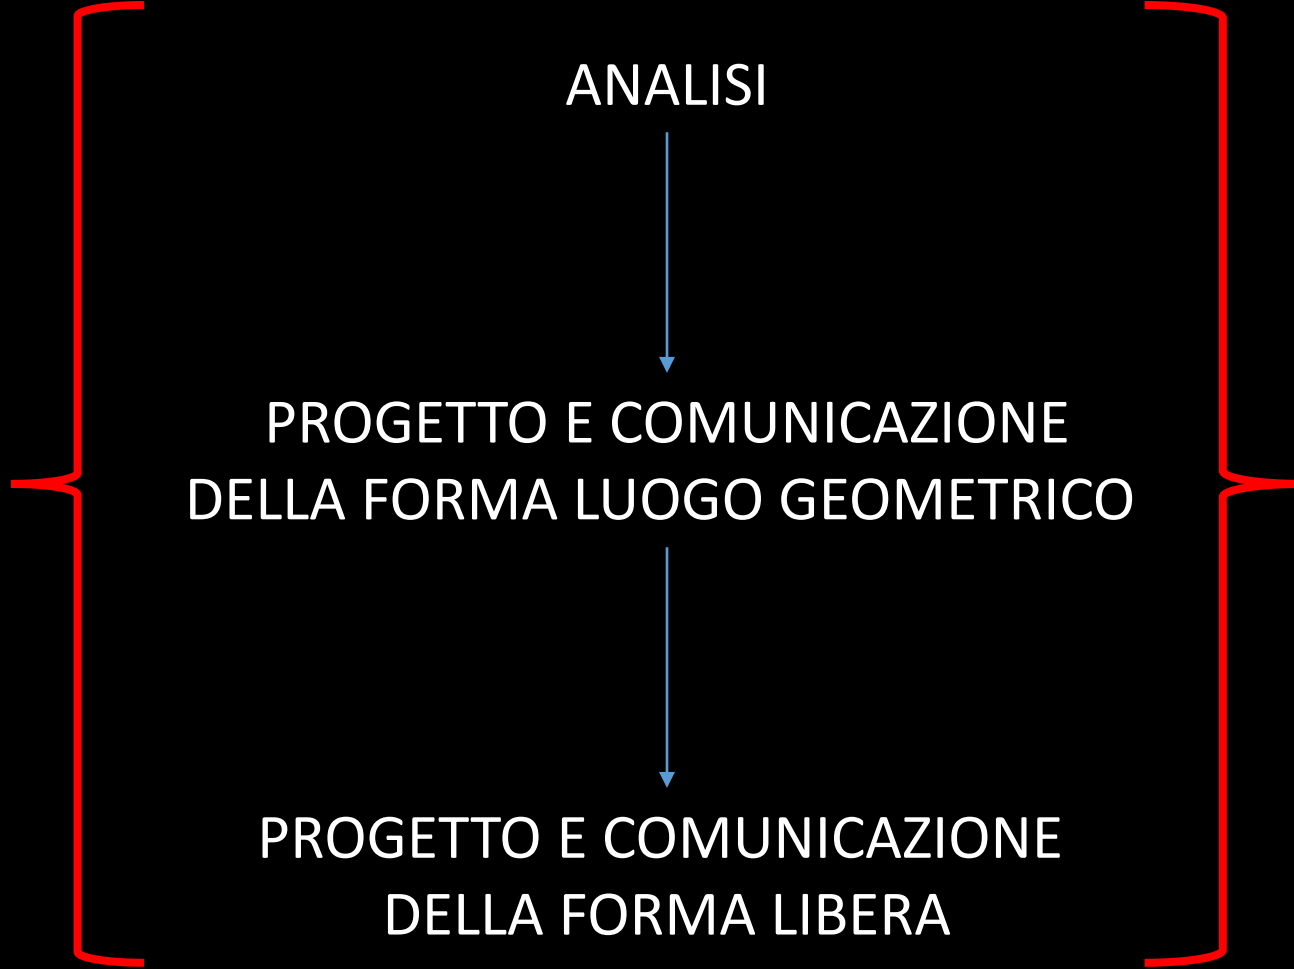 ANALISI
PROGETTO E COMUNICAZIONE
DELLA FORMA LUOGO GEOMETRICO
PROGETTO E COMUNICAZIONE
DELLA FORMA LIBERA